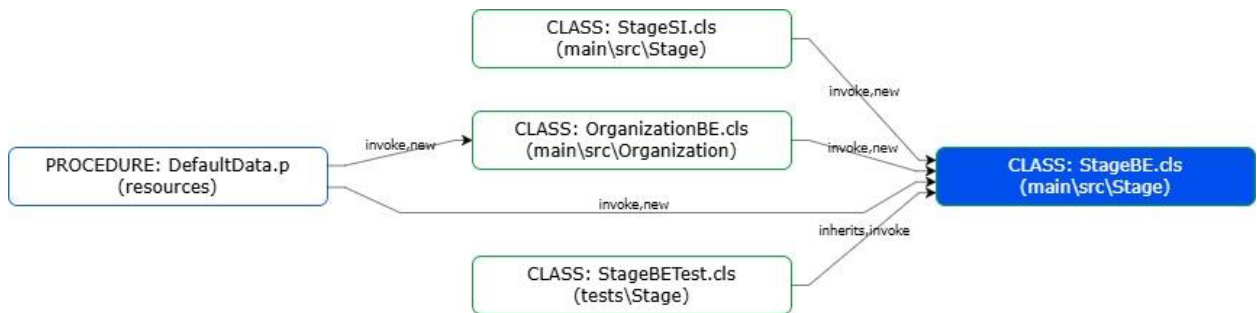 CLASS: StageSI.cls
(main\src\Stage)
invoke,new
CLASS: OrganizationBE.cls
(main\src\Organization)
invoke,new
invoke,new
PROCEDURE: DefaultData.p
(resources)
CLASS: StageBE.cls
(main\src\Stage)
invoke,new
inherits,invoke
CLASS: StageBETest.cls
(tests\Stage)